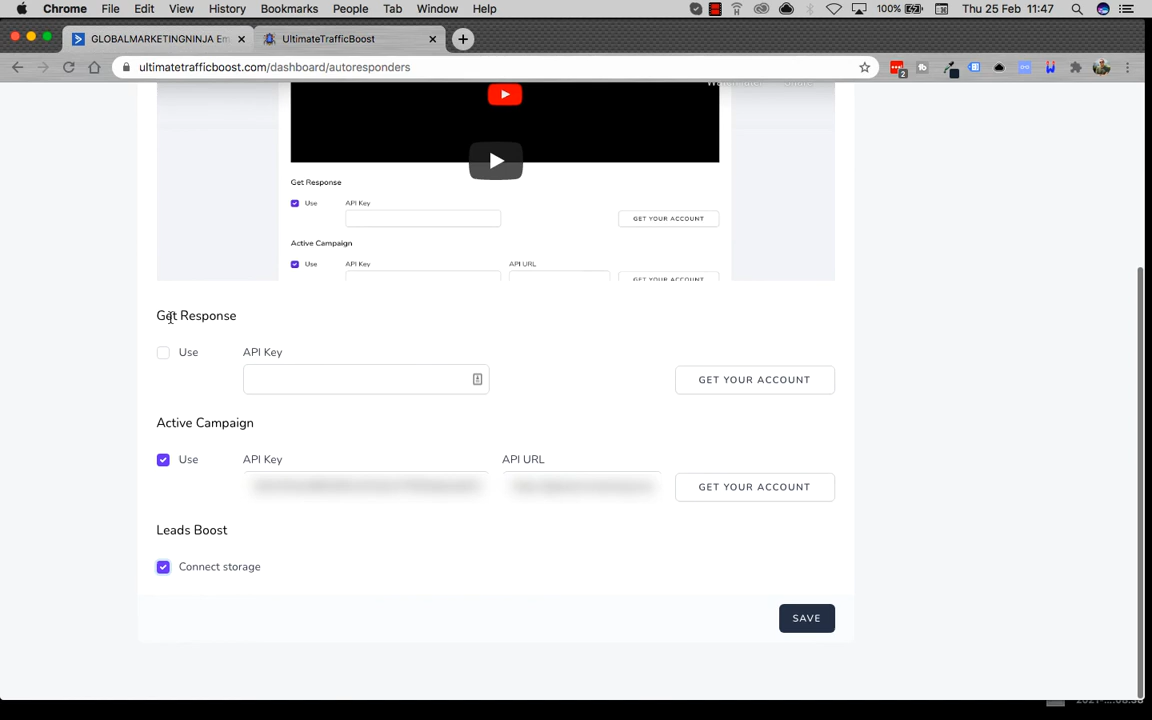 Chrome File Edit View History Bookmarks People Tab Window Help 100% Thu 25 Feb 11:47
GLOBALMARKETINGNINJA Em
UltimateTrafficBoost
ultimatetrafficboost.com/dashboard/autoresponders
2
Get Response
Use API Key
GET YOUR ACCOUNT
Active Campaign
Use API Key API URL
GET YOUR ACCOUNT
Get Response
Use API Key
GET YOUR ACCOUNT
Active Campaign
Use API Key API URL
GET YOUR ACCOUNT
Leads Boost
Connect storage
SAVE